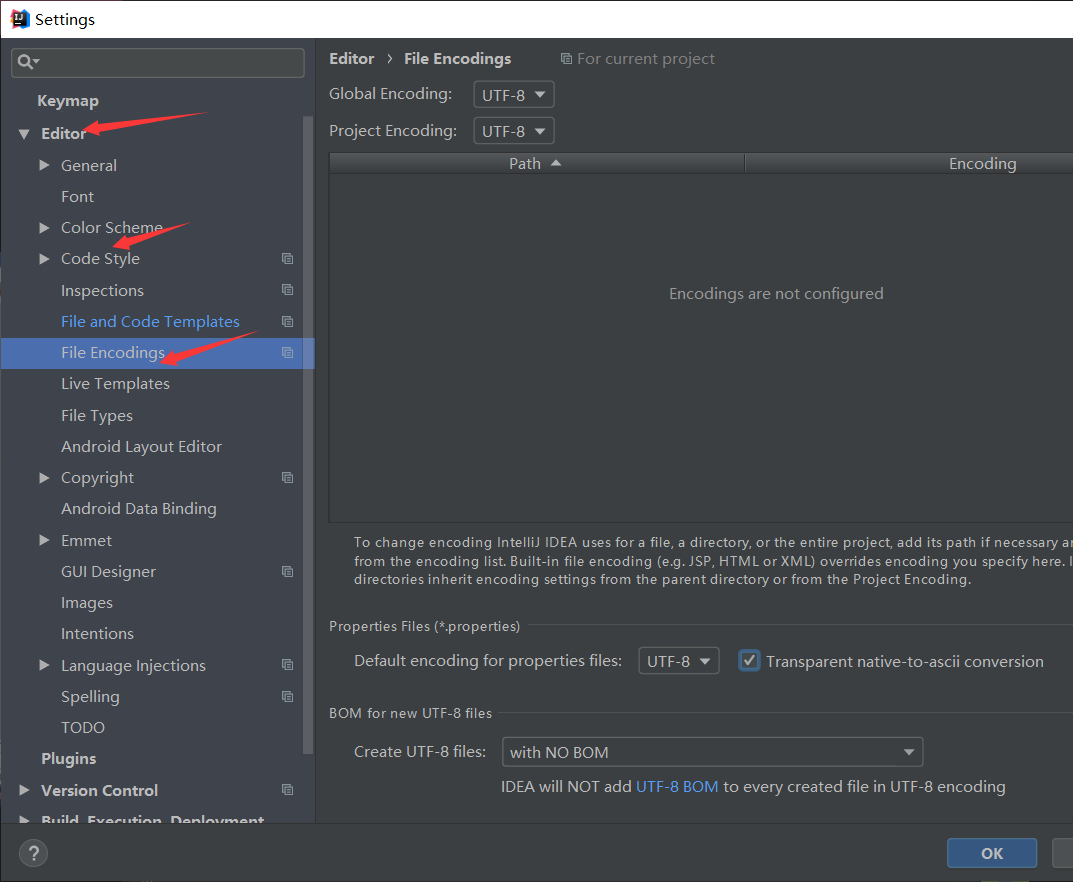 Settings
Keymap
Editor
General
Font
Color Scheme
Code Style
Inspections
File and Code Templates
File Encodings
Live Templates
File Types
Android Layout Editor
Copyright
Android Data Binding
Emmet
GUI Designer
Images
Intentions
Language Injections
Spelling
TODO
Plugins
Version Control
Build, Execution, Deployment
Editor › File Encodings For current project
Global Encoding: UTF-8
Project Encoding: UTF-8
Path Encoding
Encodings are not configured
To change encoding IntelliJ IDEA uses for a file, a directory, or the entire project, add its path if necessary
from the encoding list. Built-in file encoding (e.g. JSP, HTML or XML) overrides encoding you specify here.
directories inherit encoding settings from the parent directory or from the Project Encoding.
Properties Files (*.properties)
Default encoding for properties files: UTF-8 Transparent native-to-ascii conversion
BOM for new UTF-8 files
Create UTF-8 files: with NO BOM
IDEA will NOT add UTF-8 BOM to every created file in UTF-8 encoding
?
OK